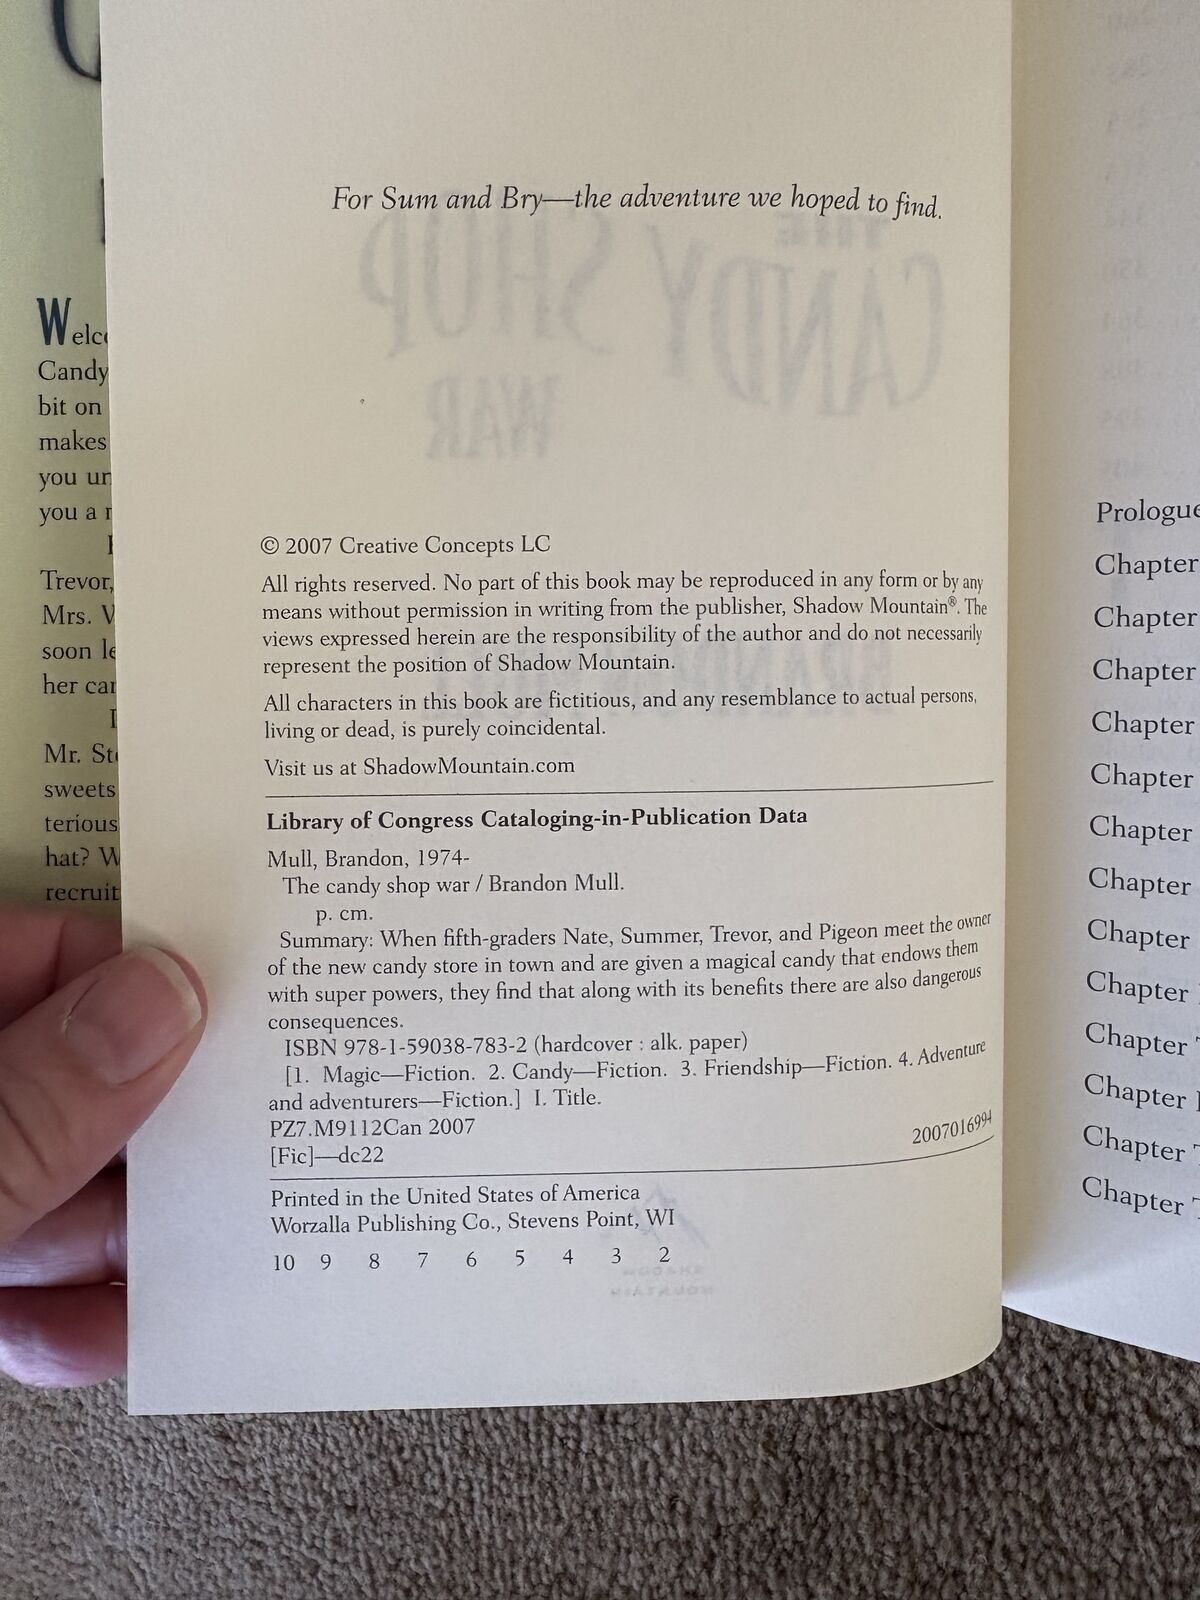 Welc
Candy
bit on
makes
you un
you a
Trevor,
Mrs. W
soon le
her can
Mr. Sto
sweets
terious
hat? W
recruit
For Sum and Bry—the adventure we hoped to find.
THE
CANDY SHOP
WAR
© 2007 Creative Concepts LC
All rights reserved. No part of this book may be reproduced in any form or by any
means without permission in writing from the publisher, Shadow Mountain®. The
views expressed herein are the responsibility of the author and do not necessarily
represent the position of Shadow Mountain.
All characters in this book are fictitious, and any resemblance to actual persons,
living or dead, is purely coincidental.
Visit us at ShadowMountain.com
Library of Congress Cataloging-in-Publication Data
Mull, Brandon, 1974-
The candy shop war / Brandon Mull.
p. cm.
Summary: When fifth-graders Nate, Summer, Trevor, and Pigeon meet the owner
of the new candy store in town and are given a magical candy that endows them
with super powers, they find that along with its benefits there are also dangerous
consequences.
ISBN 978-1-59038-783-2 (hardcover : alk. paper)
[1. Magic—Fiction. 2. Candy—Fiction. 3. Friendship—Fiction. 4. Adventure
and adventurers—Fiction.] I. Title.
PZ7.M9112Can 2007
[Fic]—dc22 2007016994
Printed in the United States of America
Worzalla Publishing Co., Stevens Point, WI
10 9 8 7 6 5 4 3 2
Prologue
Chapter
Chapter
Chapter
Chapter
Chapter
Chapter
Chapter
Chapter
Chapter
Chapter
Chapter
Chapter
Chapter